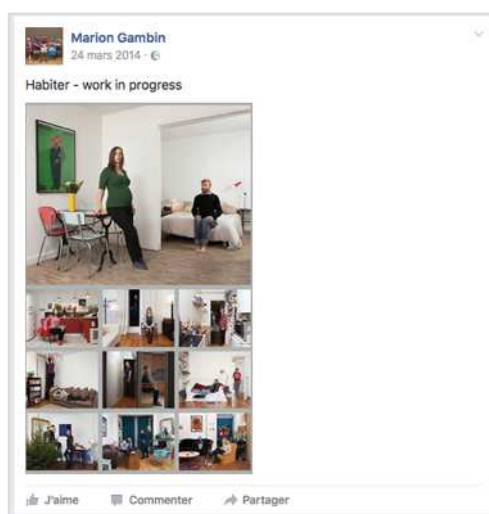 Marion Gambin
24 mars 2014 ·
Habiter - work in progress
J'aime Commenter Partager